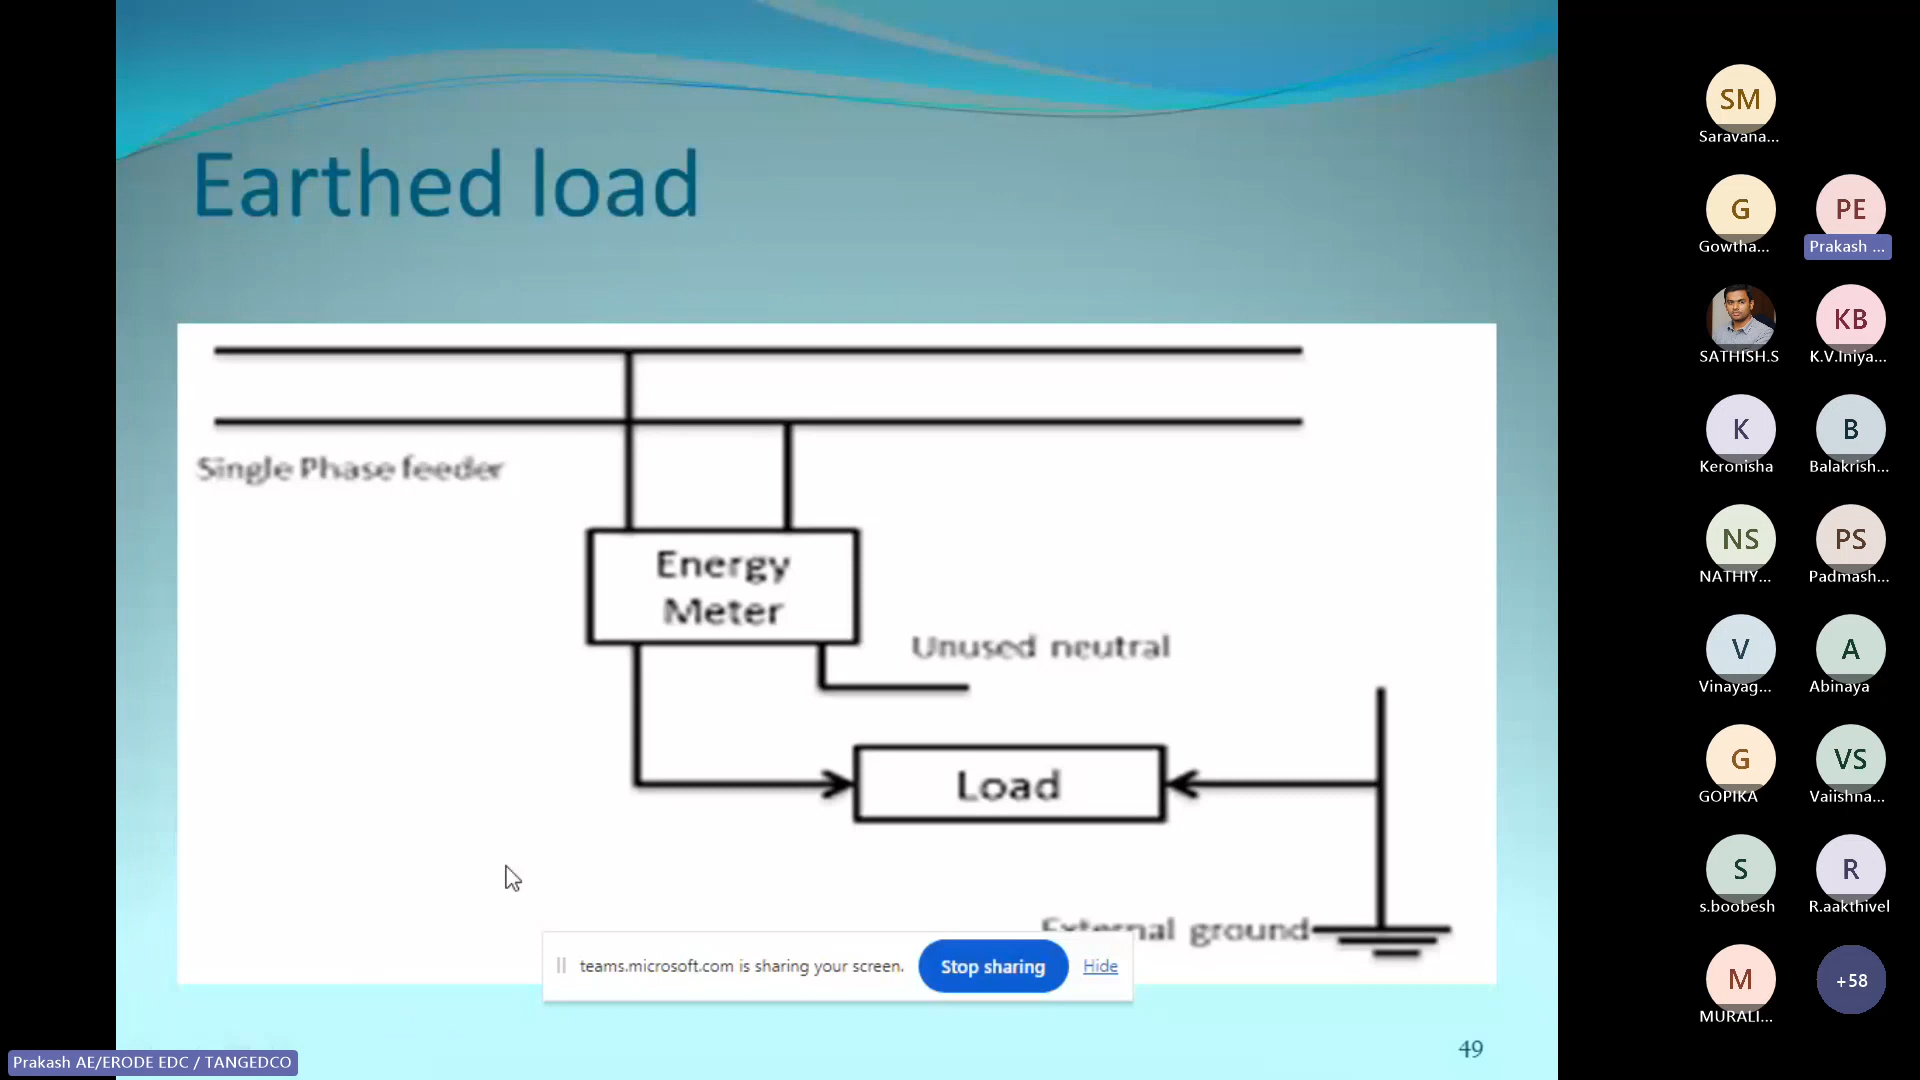 Earthed load
Single Phase feeder
Energy
Meter
Unused neutral
Load
External ground
teams.microsoft.com is sharing your screen.
Stop sharing
Hide
49
Prakash AE/ERODE EDC / TANGEDCO
SM
Saravana...
G
Gowtha...
PE
Prakash ...
SATHISH.S
KB
K.V.Iniya...
K
Keronisha
B
Balakrish...
NS
NATHIY...
PS
Padmash...
V
Vinayag...
A
Abinaya
G
GOPIKA
VS
Vaiishna...
S
s.boobesh
R
R.aakthivel
M
MURALI...
+58